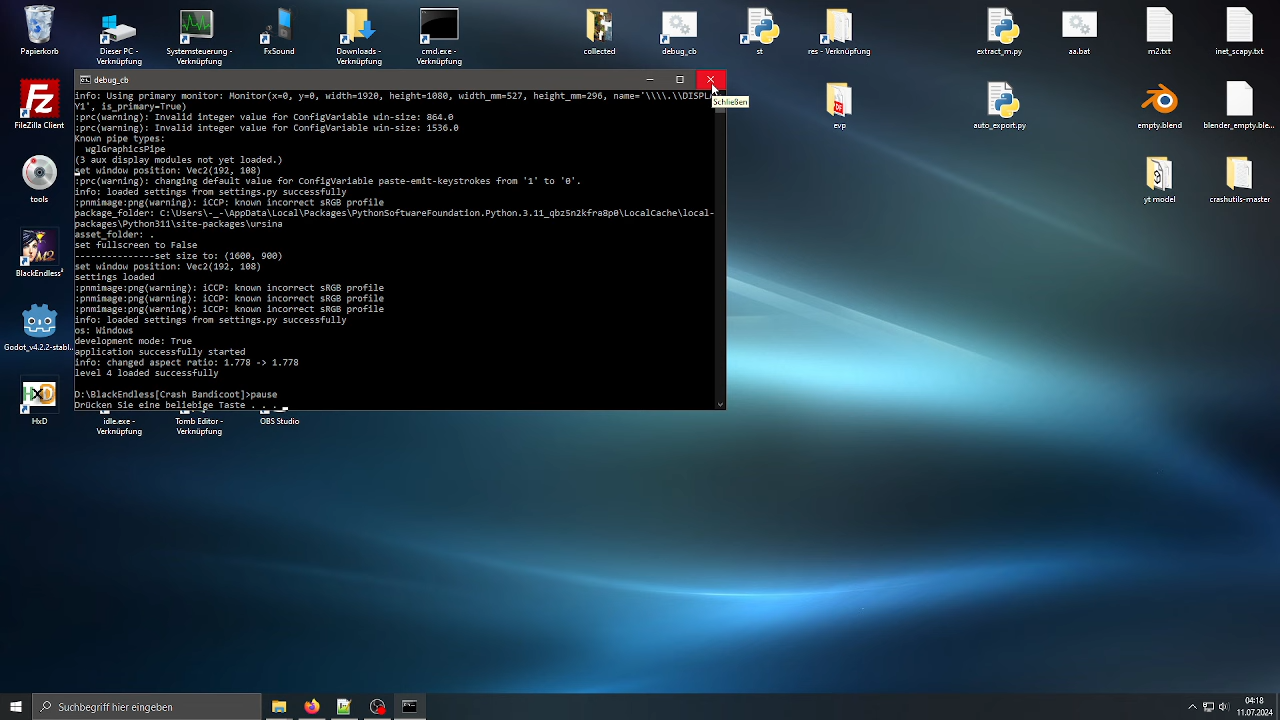 Papierkorb
Dieser PC -
Verknüpfung
Systemsteuerung -
Verknüpfung
FxSound
Downloads -
Verknüpfung
cmd.exe -
Verknüpfung
collected
debug_cb
st
res - Verknüpfung
extract_m.py
aa.bat
m2.txt
inet_scapy.txt
debug_cb
Schließen
info: Using primary monitor: Monitor(x=0, y=0, width=1920, height=1080, width_mm=527, height_mm=296, name='\\\\.\\DISPLA
Y1', is_primary=True)
:prc(warning): Invalid integer value for ConfigVariable win-size: 864.0
:prc(warning): Invalid integer value for ConfigVariable win-size: 1536.0
Known pipe types:
wglGraphicsPipe
(3 aux display modules not yet loaded.)
set window position: Vec2(192, 108)
:prc(warning): changing default value for ConfigVariable paste-emit-keystrokes from '1' to '0'.
info: loaded settings from settings.py successfully
:pnmimage:png(warning): iCCP: known incorrect sRGB profile
package_folder: C:\Users\-_-\AppData\Local\Packages\PythonSoftwareFoundation.Python.3.11_qbz5n2kfra8p0\LocalCache\local-
packages\Python311\site-packages\ursina
asset_folder: .
set fullscreen to False
---------------set size to: (1600, 900)
set window position: Vec2(192, 108)
settings loaded
:pnmimage:png(warning): iCCP: known incorrect sRGB profile
:pnmimage:png(warning): iCCP: known incorrect sRGB profile
:pnmimage:png(warning): iCCP: known incorrect sRGB profile
info: loaded settings from settings.py successfully
os: Windows
development mode: True
application successfully started
info: changed aspect ratio: 1.778 -> 1.778
level 4 loaded successfully
D:\BlackEndless[Crash Bandicoot]>pause
Drücken Sie eine beliebige Taste . . .
FileZilla Client
tools
M2
BlackEndless²
Godot_v4.2.2-stabl...
HxD
HxD
idle.exe -
Verknüpfung
Tomb Editor -
Verknüpfung
OBS Studio
evp
auto_export.py
empty.blend
blender_empty.ble...
yt model
crashutils-master
Suchbegriff hier eingeben
04:18
11.07.2024